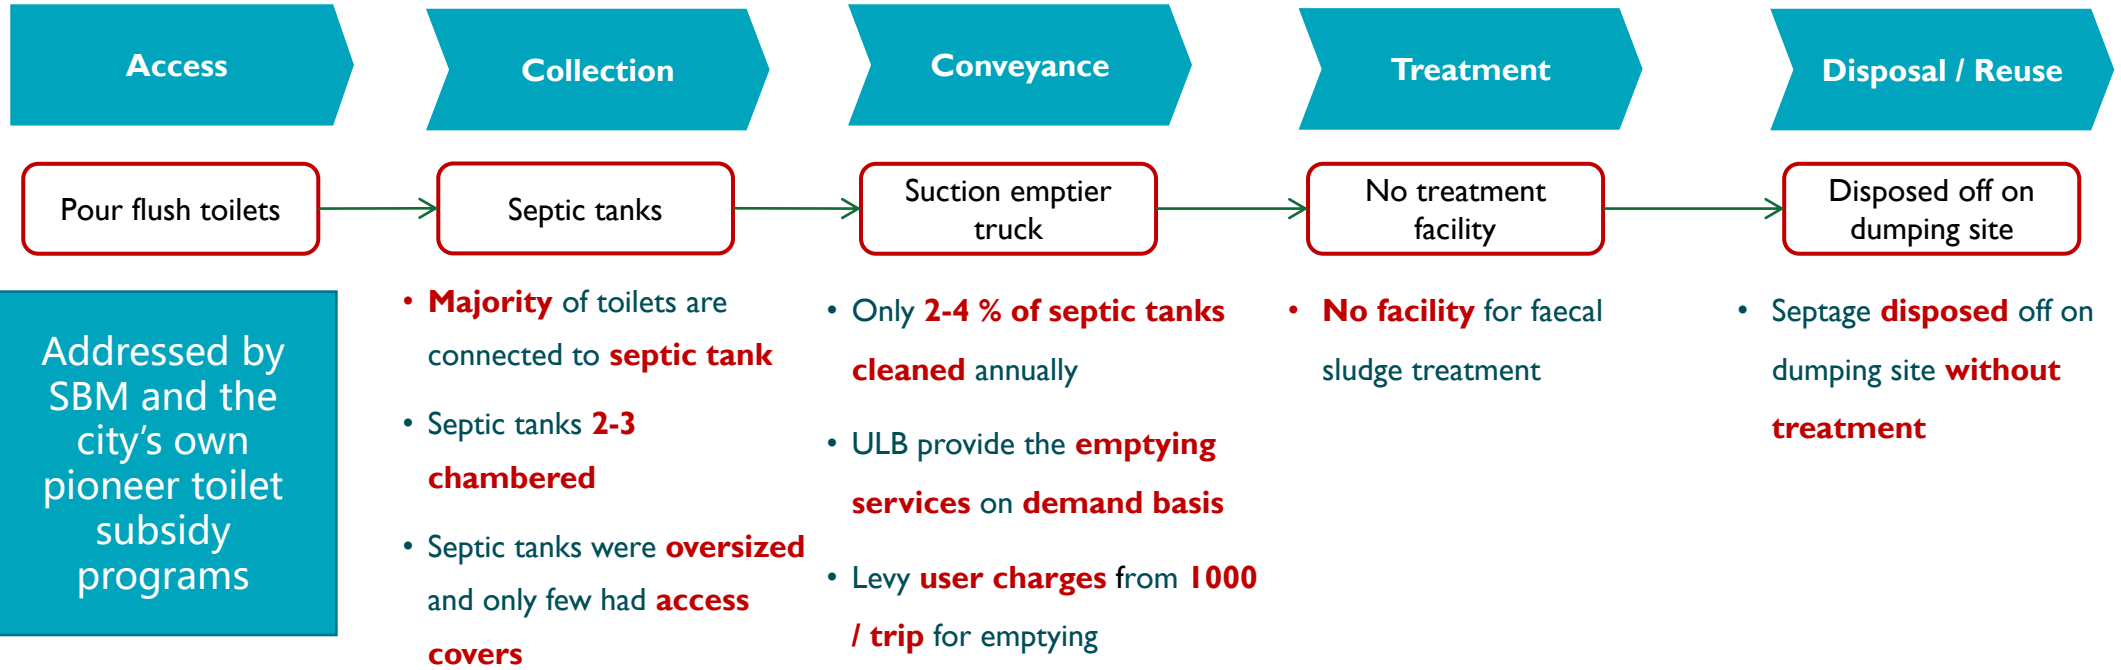 Access
Collection
Conveyance
Treatment
Disposal / Reuse
Pour flush toilets
Septic tanks
Suction emptier
truck
No treatment
facility
Disposed off on
dumping site
Addressed by
SBM and the
city’s own
pioneer toilet
subsidy
programs
• Majority of toilets are
connected to septic tank
• Septic tanks 2-3
chambered
• Septic tanks were oversized
and only few had access
covers
• Only 2-4 % of septic tanks
cleaned annually
• ULB provide the emptying
services on demand basis
• Levy user charges from 1000
/ trip for emptying
• No facility for faecal
sludge treatment
• Septage disposed off on
dumping site without
treatment